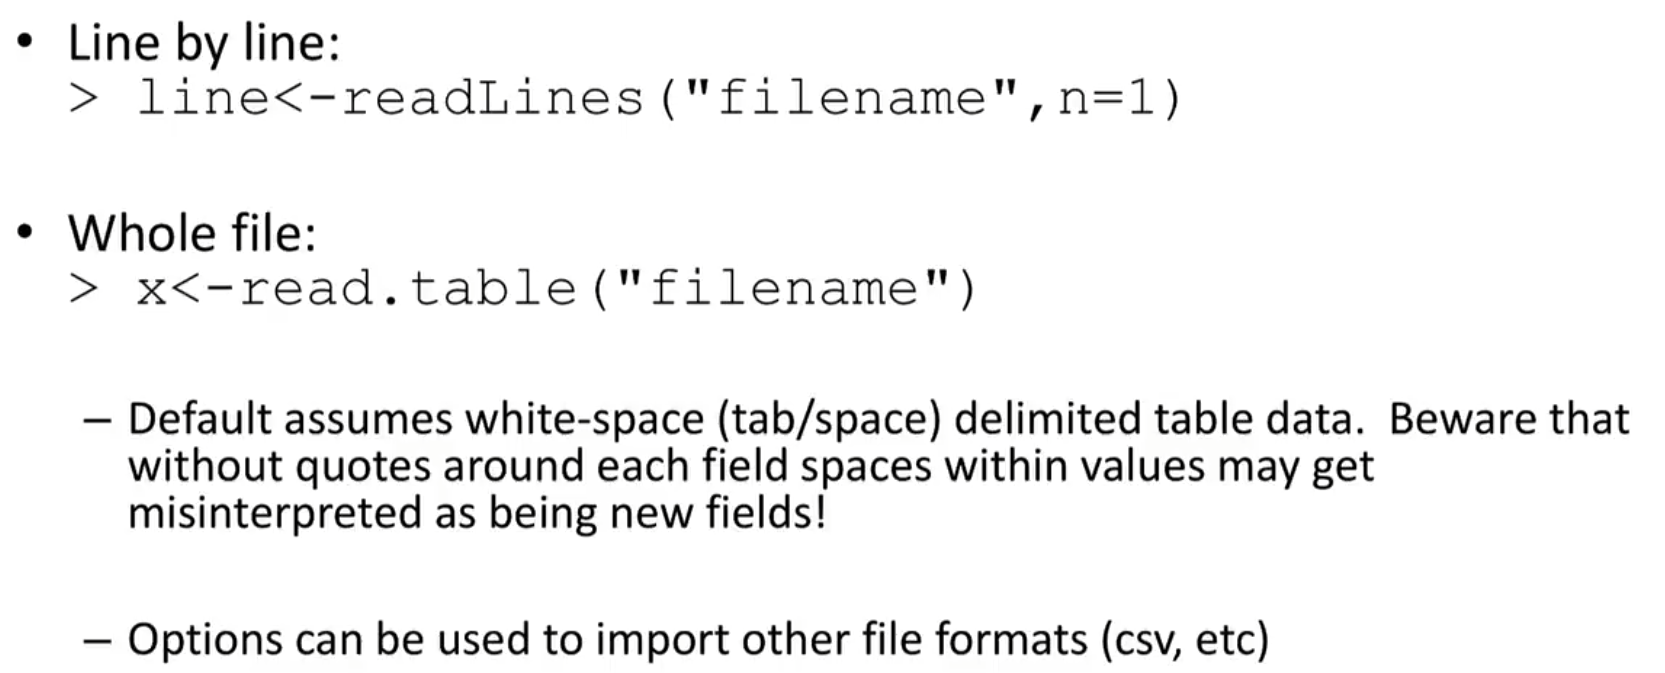 • Line by line:
> line<-readLines("filename",n=1)
• Whole file:
> x<-read.table("filename")
– Default assumes white-space (tab/space) delimited table data.  Beware that
without quotes around each field spaces within values may get
misinterpreted as being new fields!
– Options can be used to import other file formats (csv, etc)